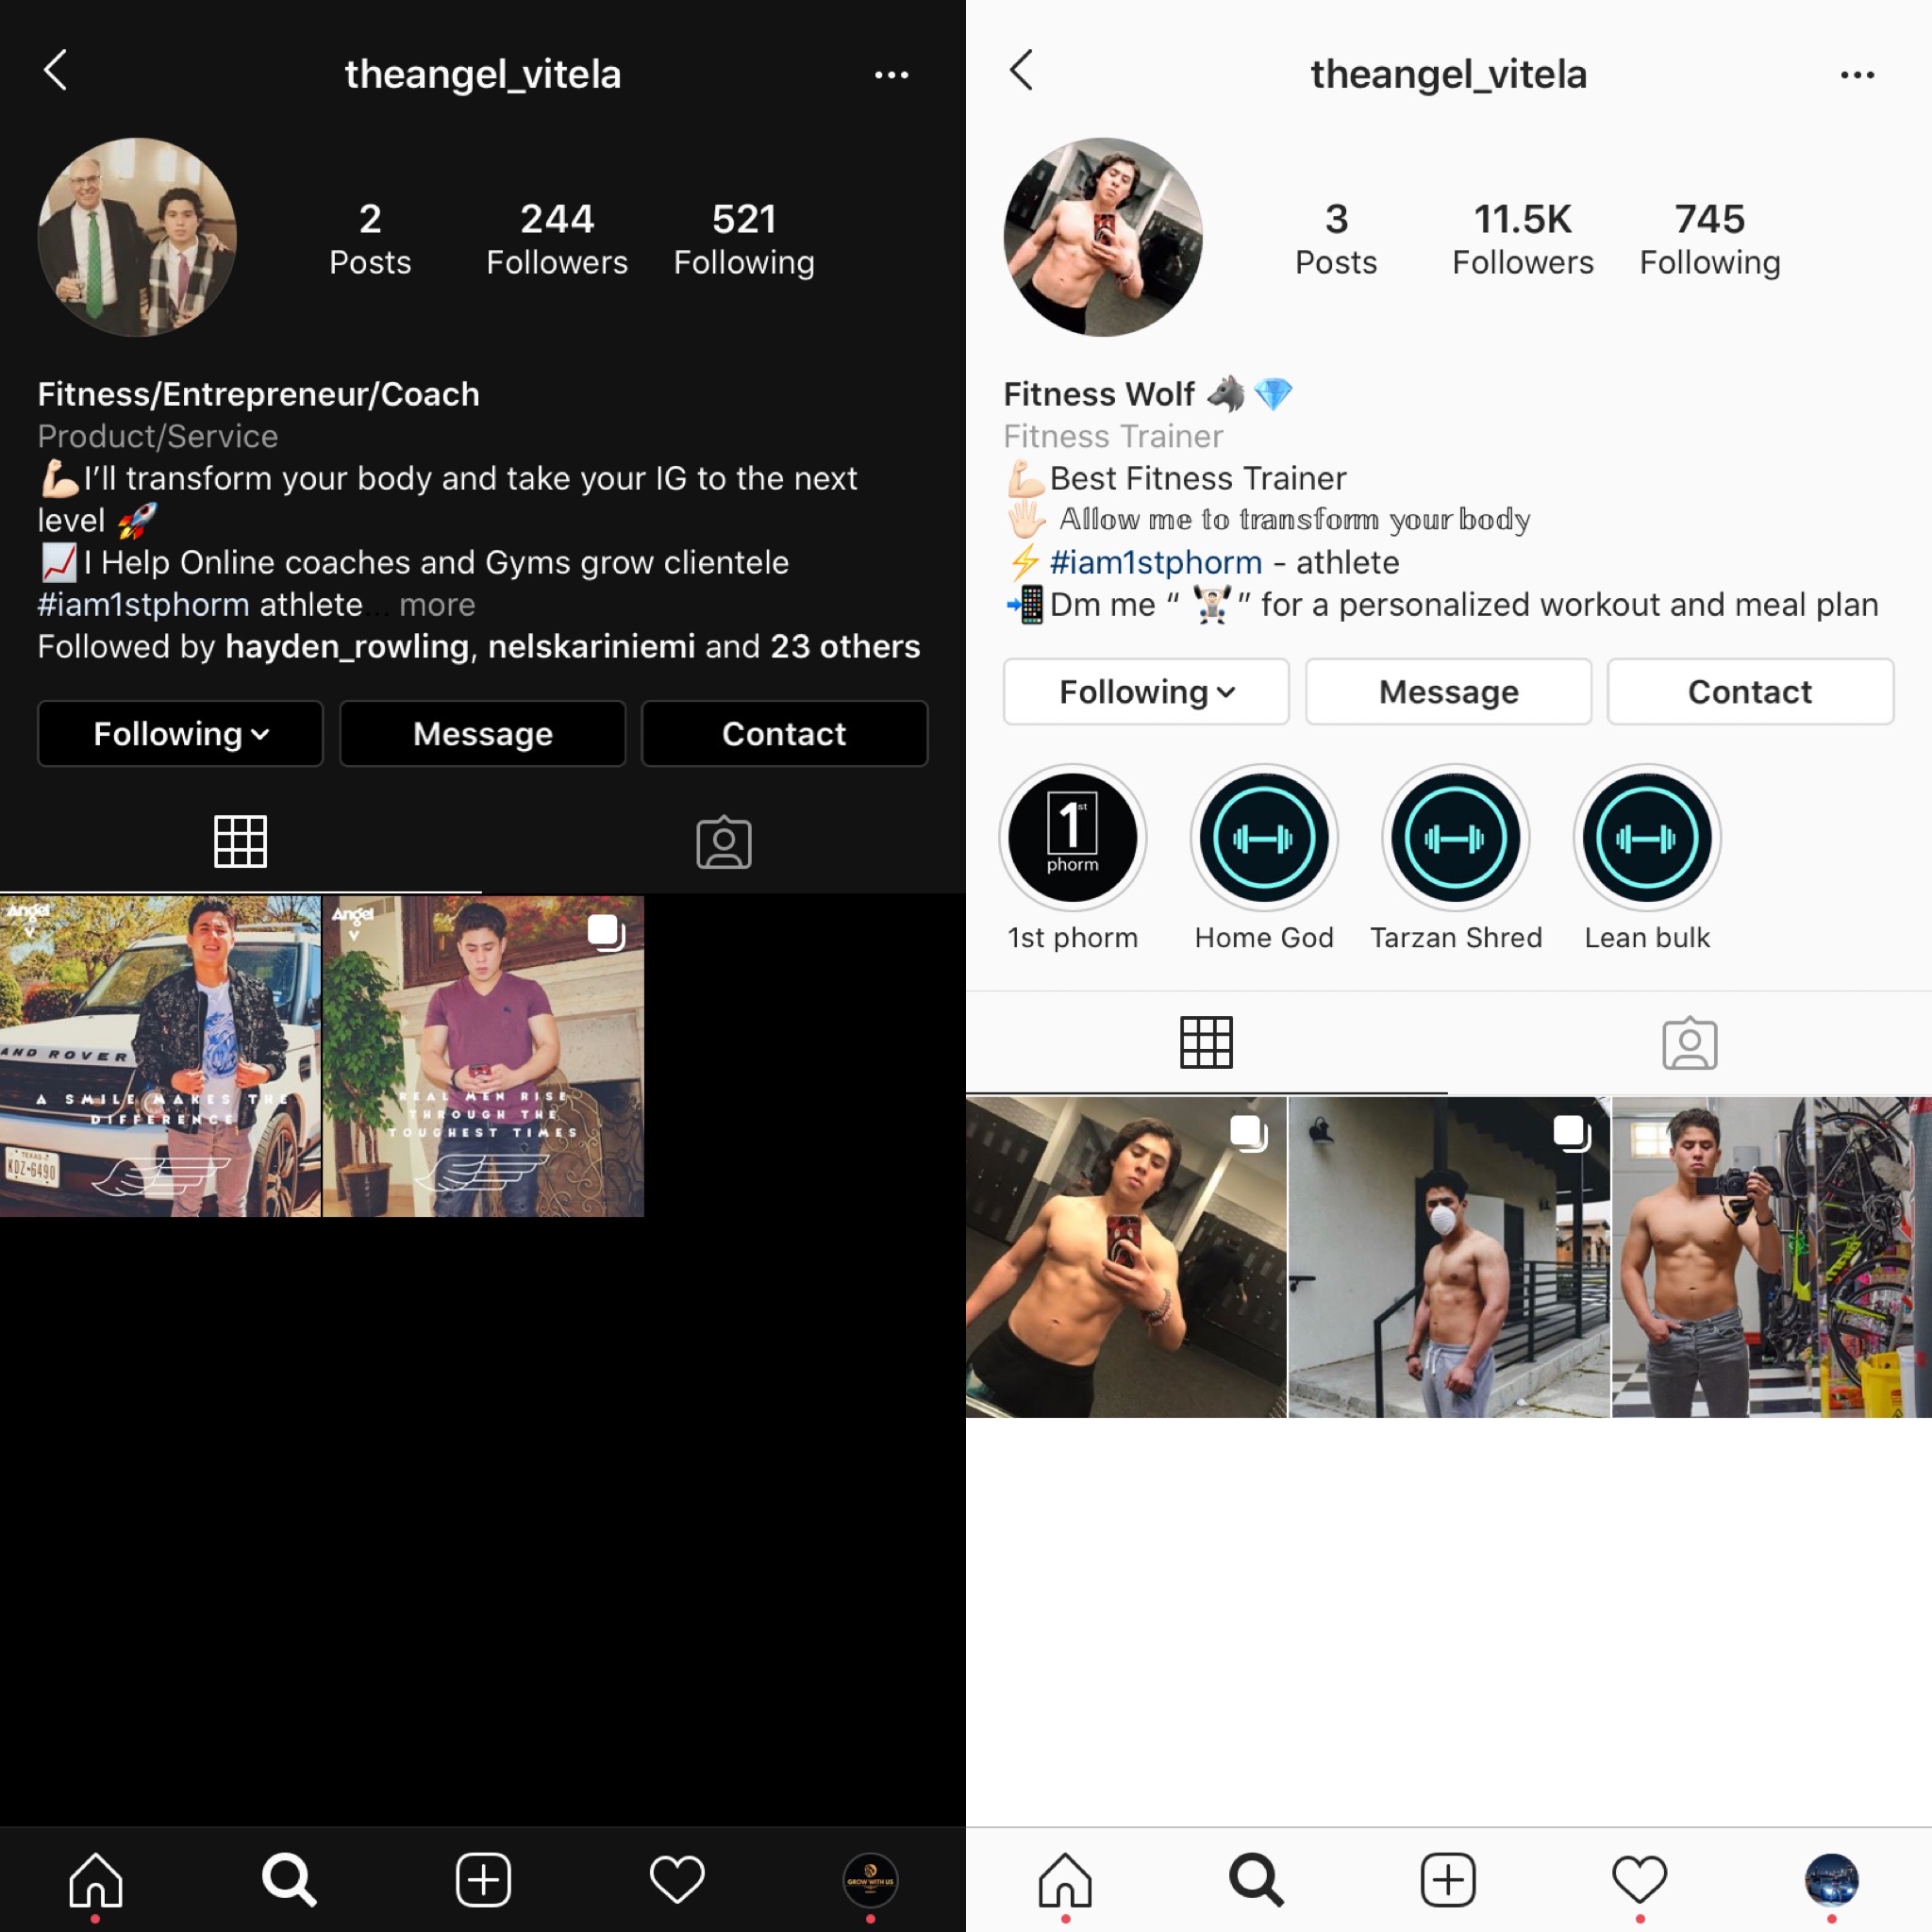 theangel_vitela
2
Posts
244
Followers
521
Following
Fitness/Entrepreneur/Coach
Product/Service
💪🏻I’ll transform your body and take your IG to the next
level 🚀
📈I Help Online coaches and Gyms grow clientele
#iam1stphorm athlete... more
Followed by hayden_rowling, nelskariniemi and 23 others
Following
Message
Contact
Angel
V
AND ROVER
A SMILE MAKES THE
DIFFERENCE
TEXAS
KDZ-6490
Angel
V
REAL MEN RISE
THROUGH THE
TOUGHEST TIMES
GROW WITH US
theangel_vitela
3
Posts
11.5K
Followers
745
Following
Fitness Wolf 🐺💎
Fitness Trainer
💪🏻Best Fitness Trainer
🖐🏻 𝔸𝕝𝕝𝕠𝕨 𝕞𝕖 𝕥𝕠 𝕥𝕣𝕒𝕟𝕤𝕗𝕠𝕣𝕞 𝕪𝕠𝕦𝕣 𝕓𝕠𝕕𝕪
⚡️#iam1stphorm - athlete
📲Dm me “ 🏋🏻 ” for a personalized workout and meal plan
Following
Message
Contact
1st
phorm
1st phorm
Home God
Tarzan Shred
Lean bulk